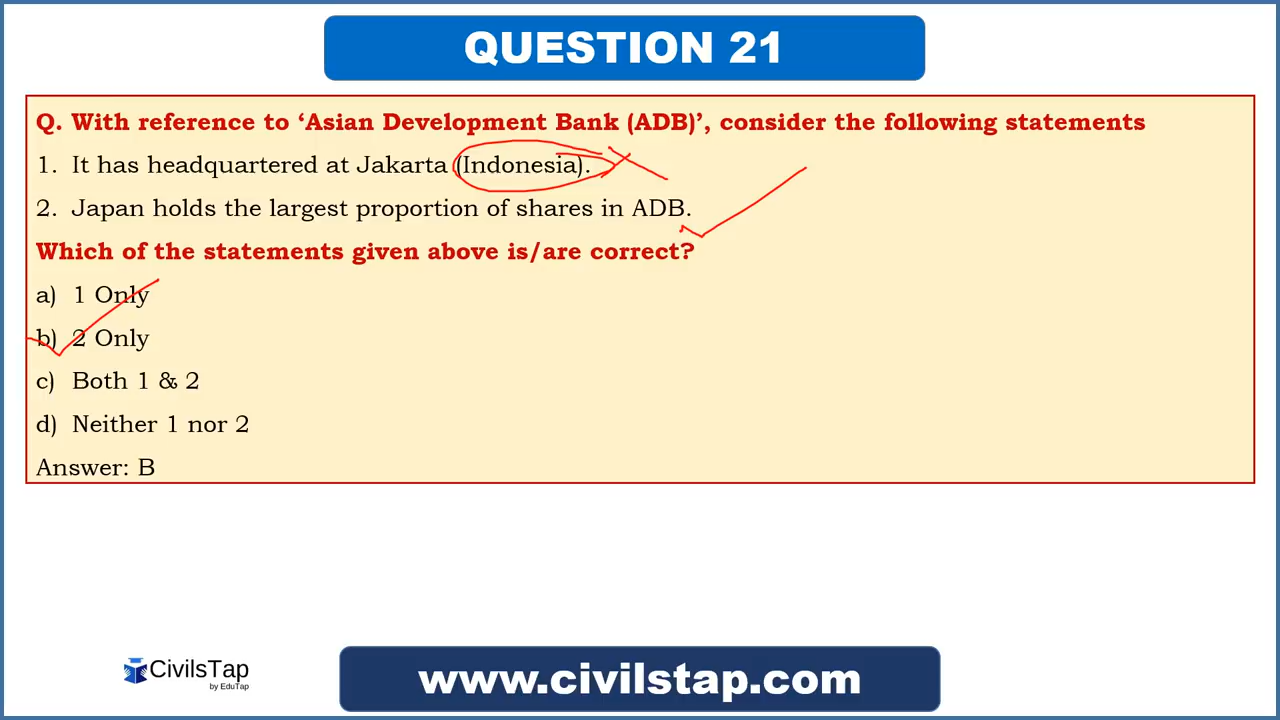 QUESTION 21
Q. With reference to ‘Asian Development Bank (ADB)’, consider the following statements
1. It has headquartered at Jakarta (Indonesia).
2. Japan holds the largest proportion of shares in ADB.
Which of the statements given above is/are correct?
a) 1 Only
b) 2 Only
c) Both 1 & 2
d) Neither 1 nor 2
Answer: B
CivilsTap
by EduTap
www.civilstap.com